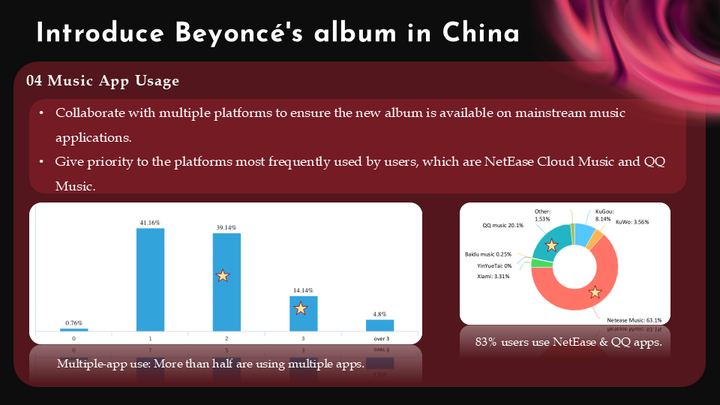 Introduce Beyoncé's album in China
04 Music App Usage
• Collaborate with multiple platforms to ensure the new album is available on mainstream music
applications.
• Give priority to the platforms most frequently used by users, which are NetEase Cloud Music and QQ
Music.
0.76%
41.16%
39.14%
14.14%
4.8%
0
1
2
3
over 3
Multiple-app use: More than half are using multiple apps.
Other:
1.53%
KuGou:
8.14%
KuWo: 3.56%
QQ music 20.1%
Baidu music 0.25%
YinYueTai: 0%
Xiami: 3.31%
Netease Music: 63.1%
83% users use NetEase & QQ apps.